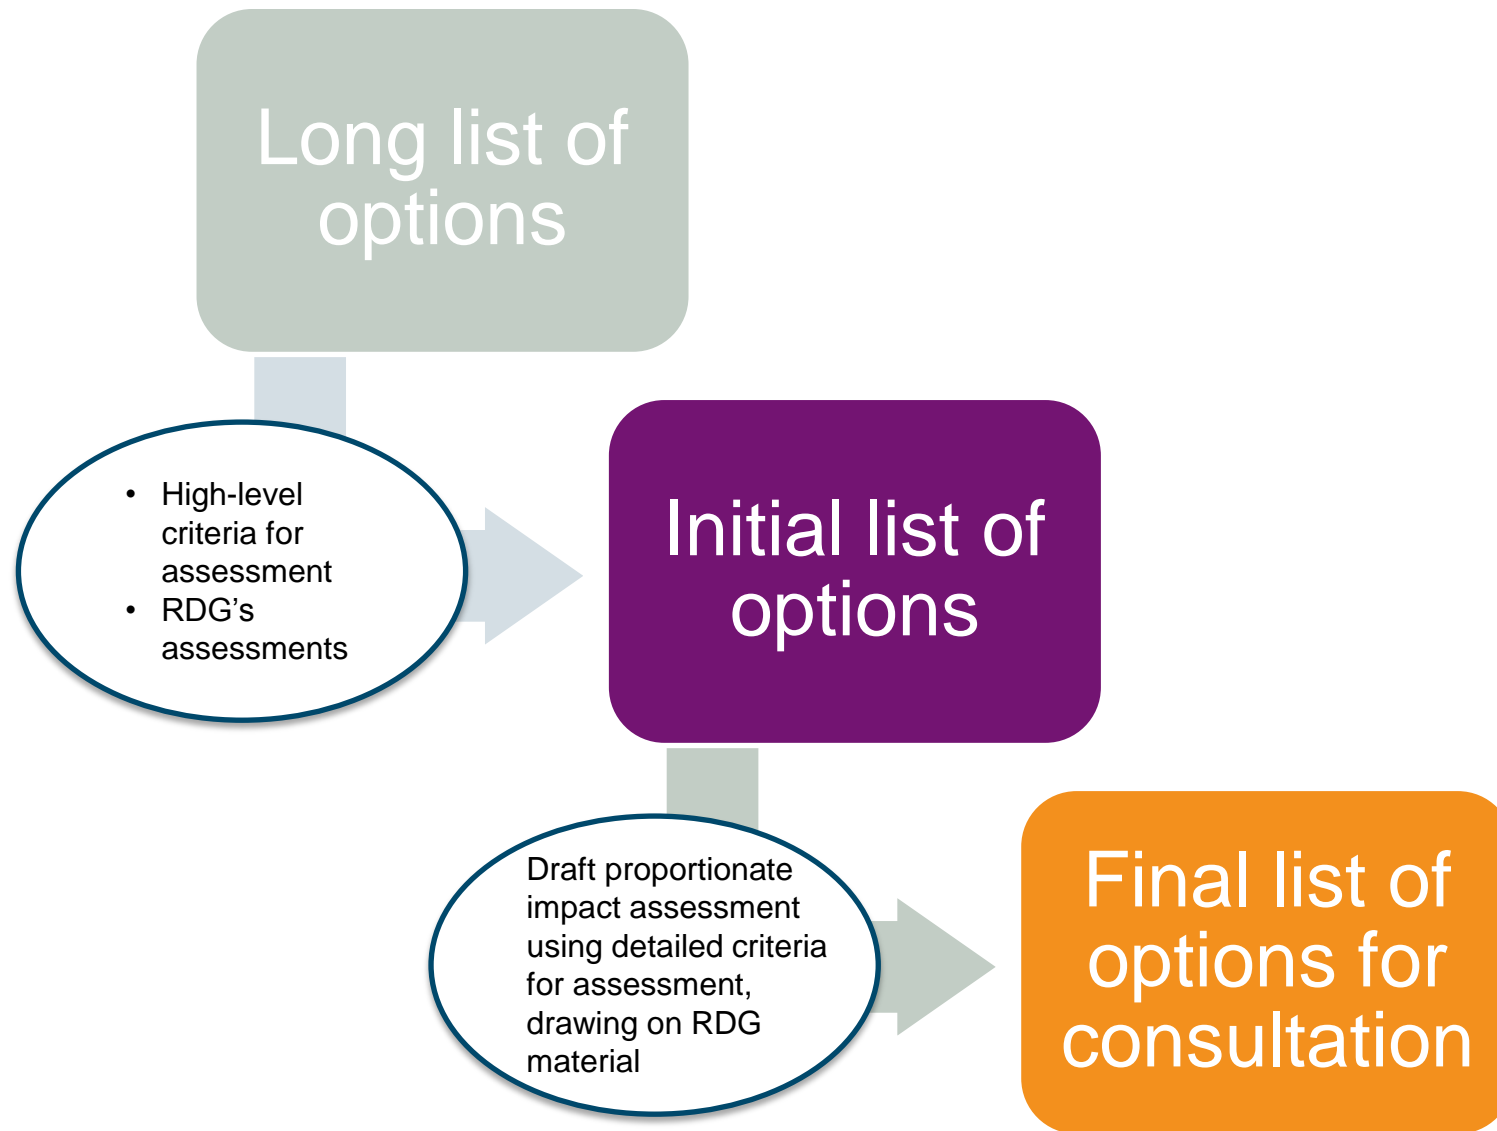 Long list of
options
• High-level
criteria for
assessment
• RDG’s
assessments
Initial list of
options
Draft proportionate
impact assessment
using detailed criteria
for assessment,
drawing on RDG
material
Final list of
options for
consultation